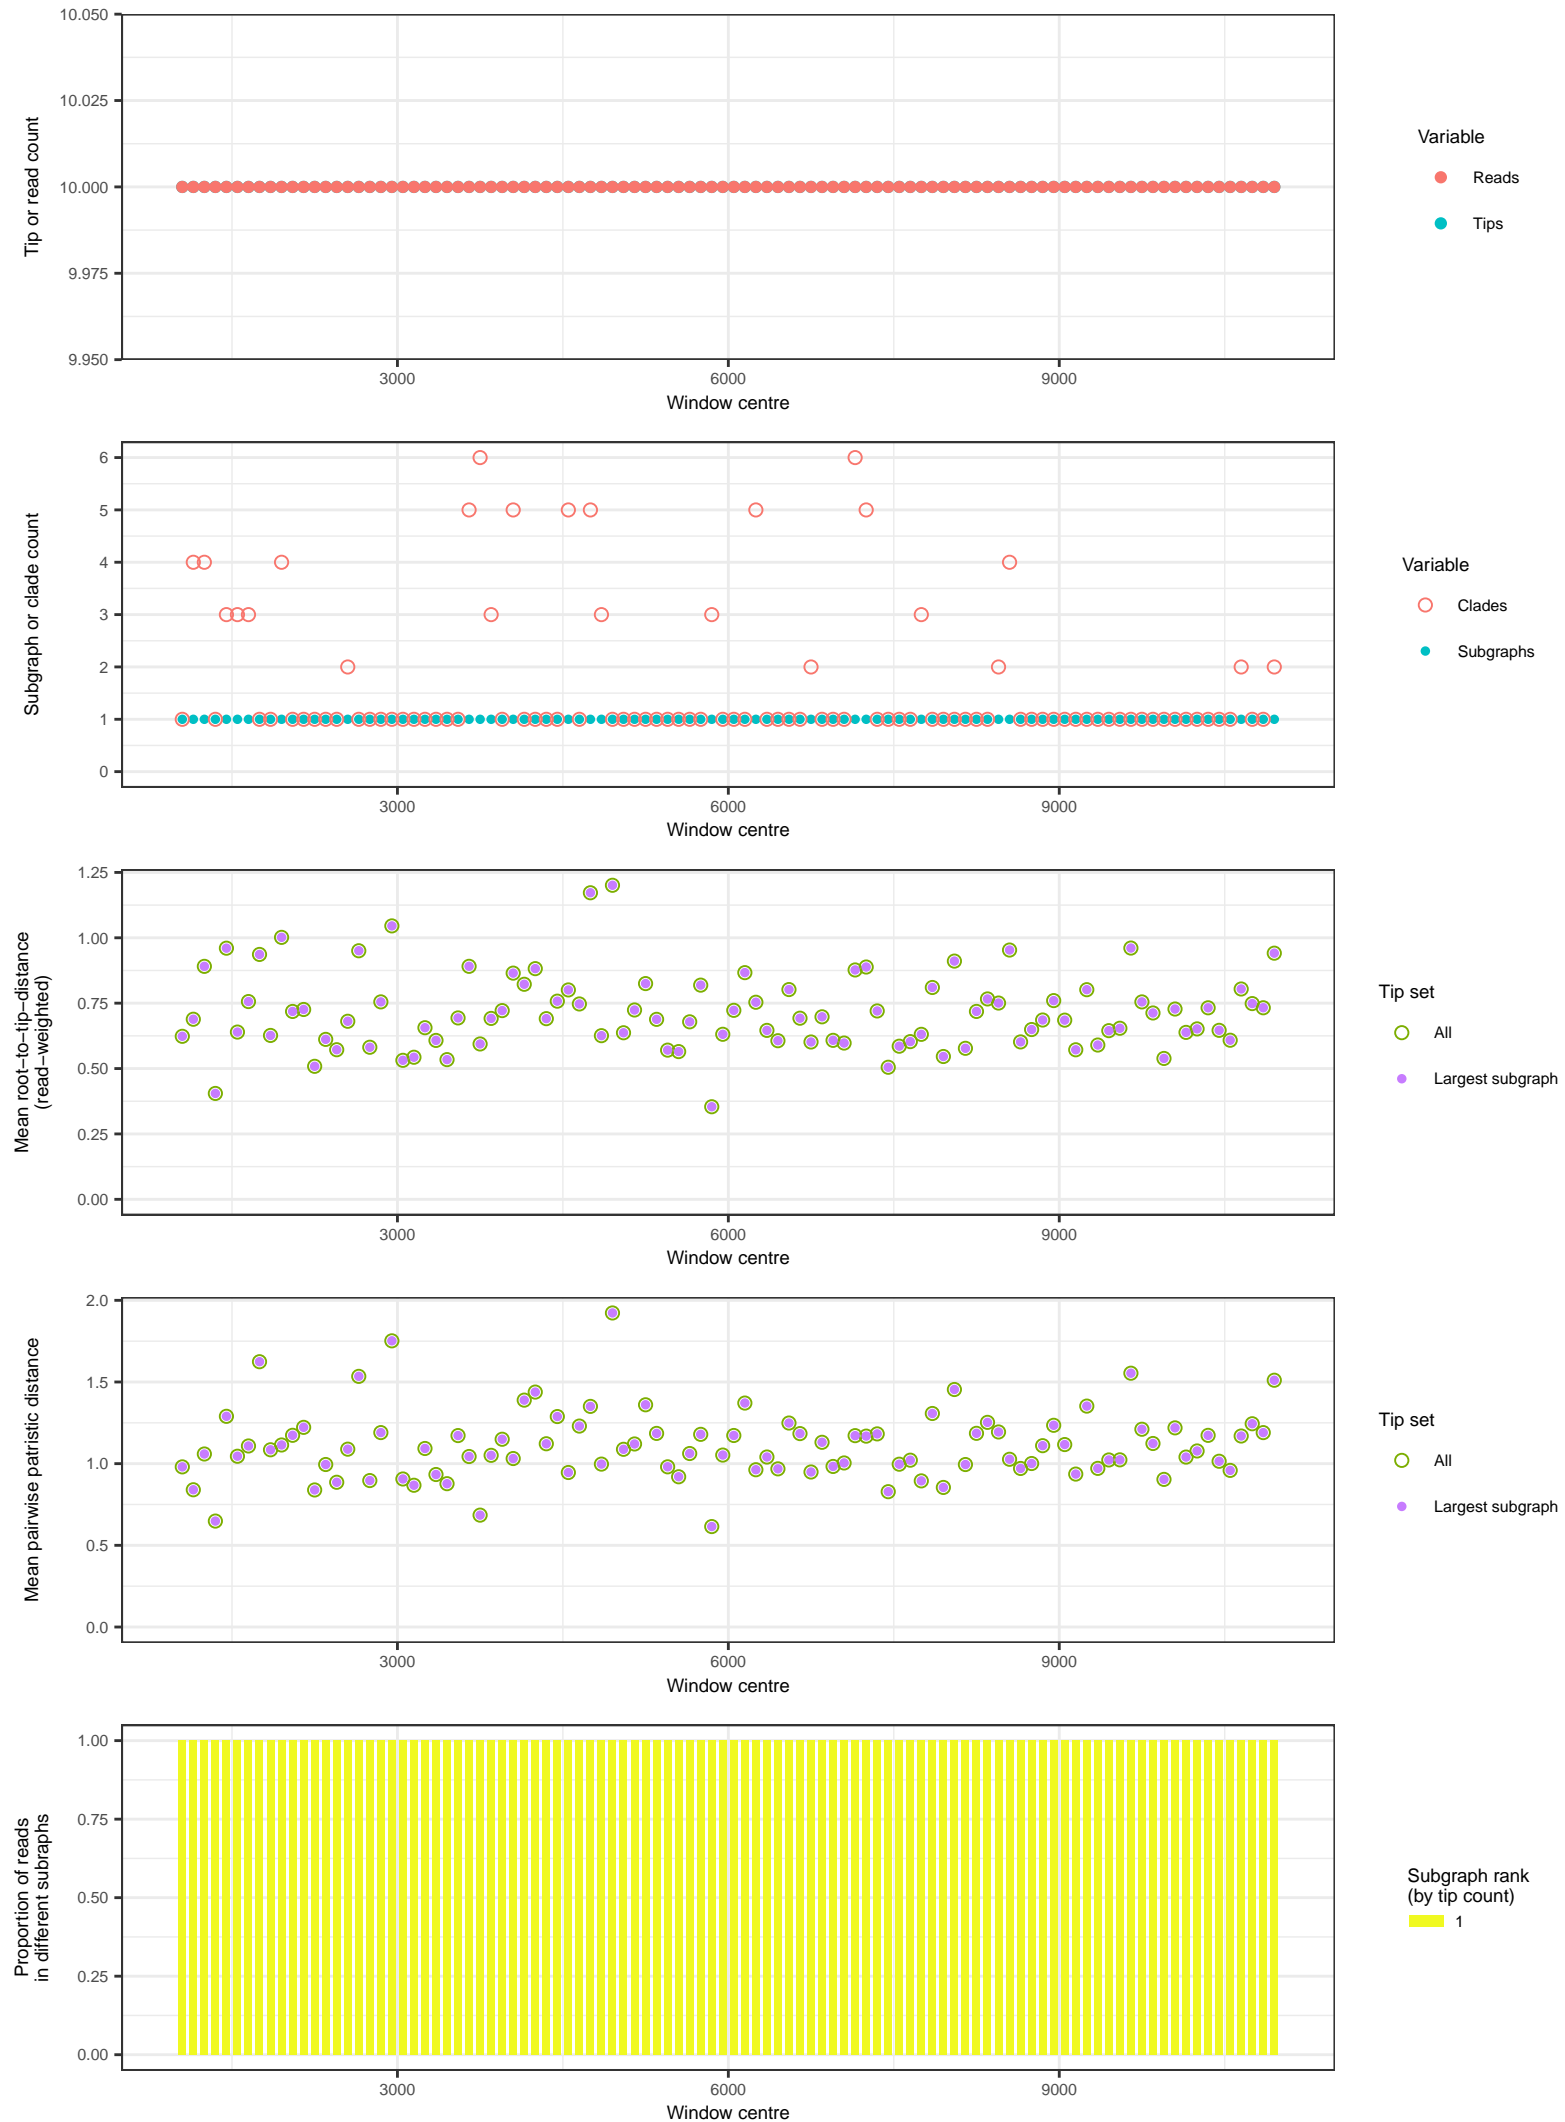 10.050
10.025
10.000
9.975
9.950
Tip or read count
3000
6000
9000
Window centre
Variable
Reads
Tips
6
5
4
3
2
1
0
Subgraph or clade count
3000
6000
9000
Window centre
Variable
Clades
Subgraphs
1.25
1.00
0.75
0.50
0.25
0.00
Mean root−to−tip−distance
(read−weighted)
3000
6000
9000
Window centre
Tip set
All
Largest subgraph
2.0
1.5
1.0
0.5
0.0
Mean pairwise patristic distance
3000
6000
9000
Window centre
Tip set
All
Largest subgraph
1.00
0.75
0.50
0.25
0.00
Proportion of reads
in different subraphs
3000
6000
9000
Window centre
Subgraph rank
(by tip count)
1